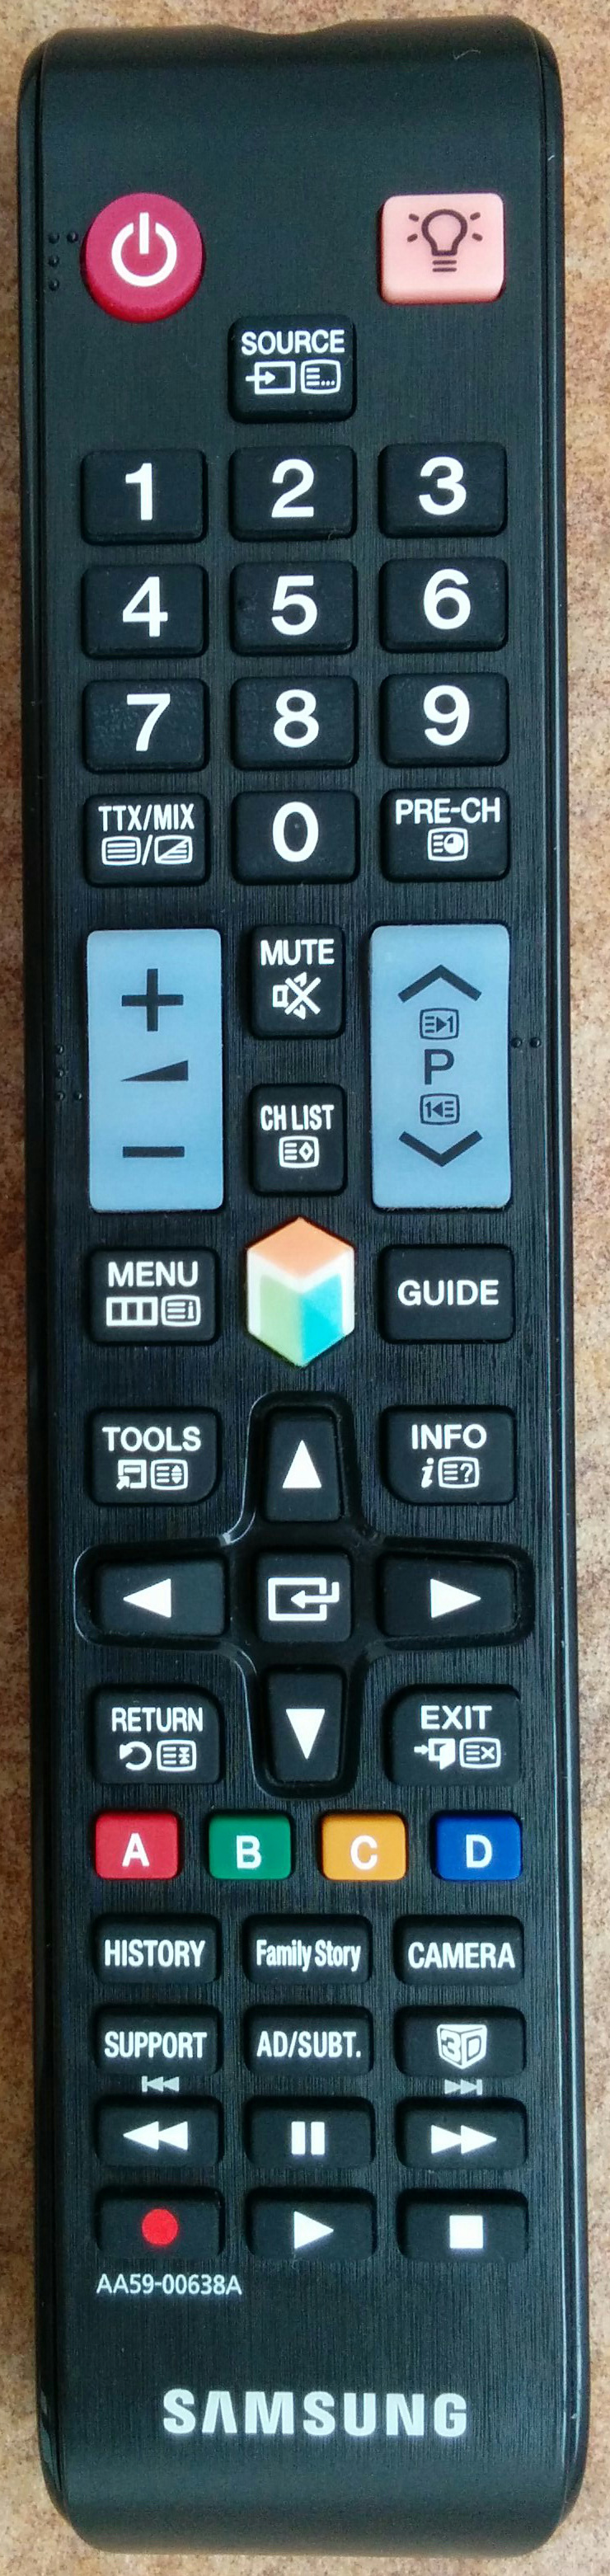 SOURCE
1 2 3
4 5 6
7 8 9
TTX/MIX 0 PRE-CH
/
+ MUTE
P
− CH LIST
MENU GUIDE
TOOLS INFO
RETURN EXIT
A B C D
HISTORY Family Story CAMERA
SUPPORT AD/SUBT. 3D
AA59-00638A
SAMSUNG